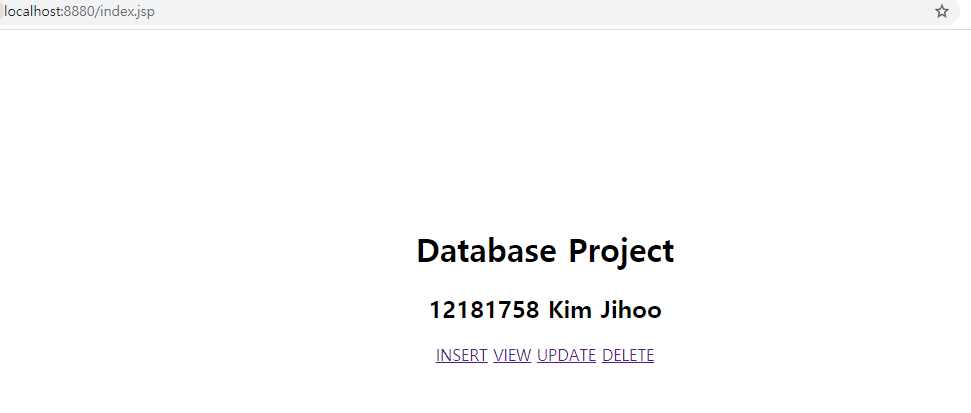 localhost:8880/index.jsp
Database Project
12181758 Kim Jihoo
INSERT VIEW UPDATE DELETE